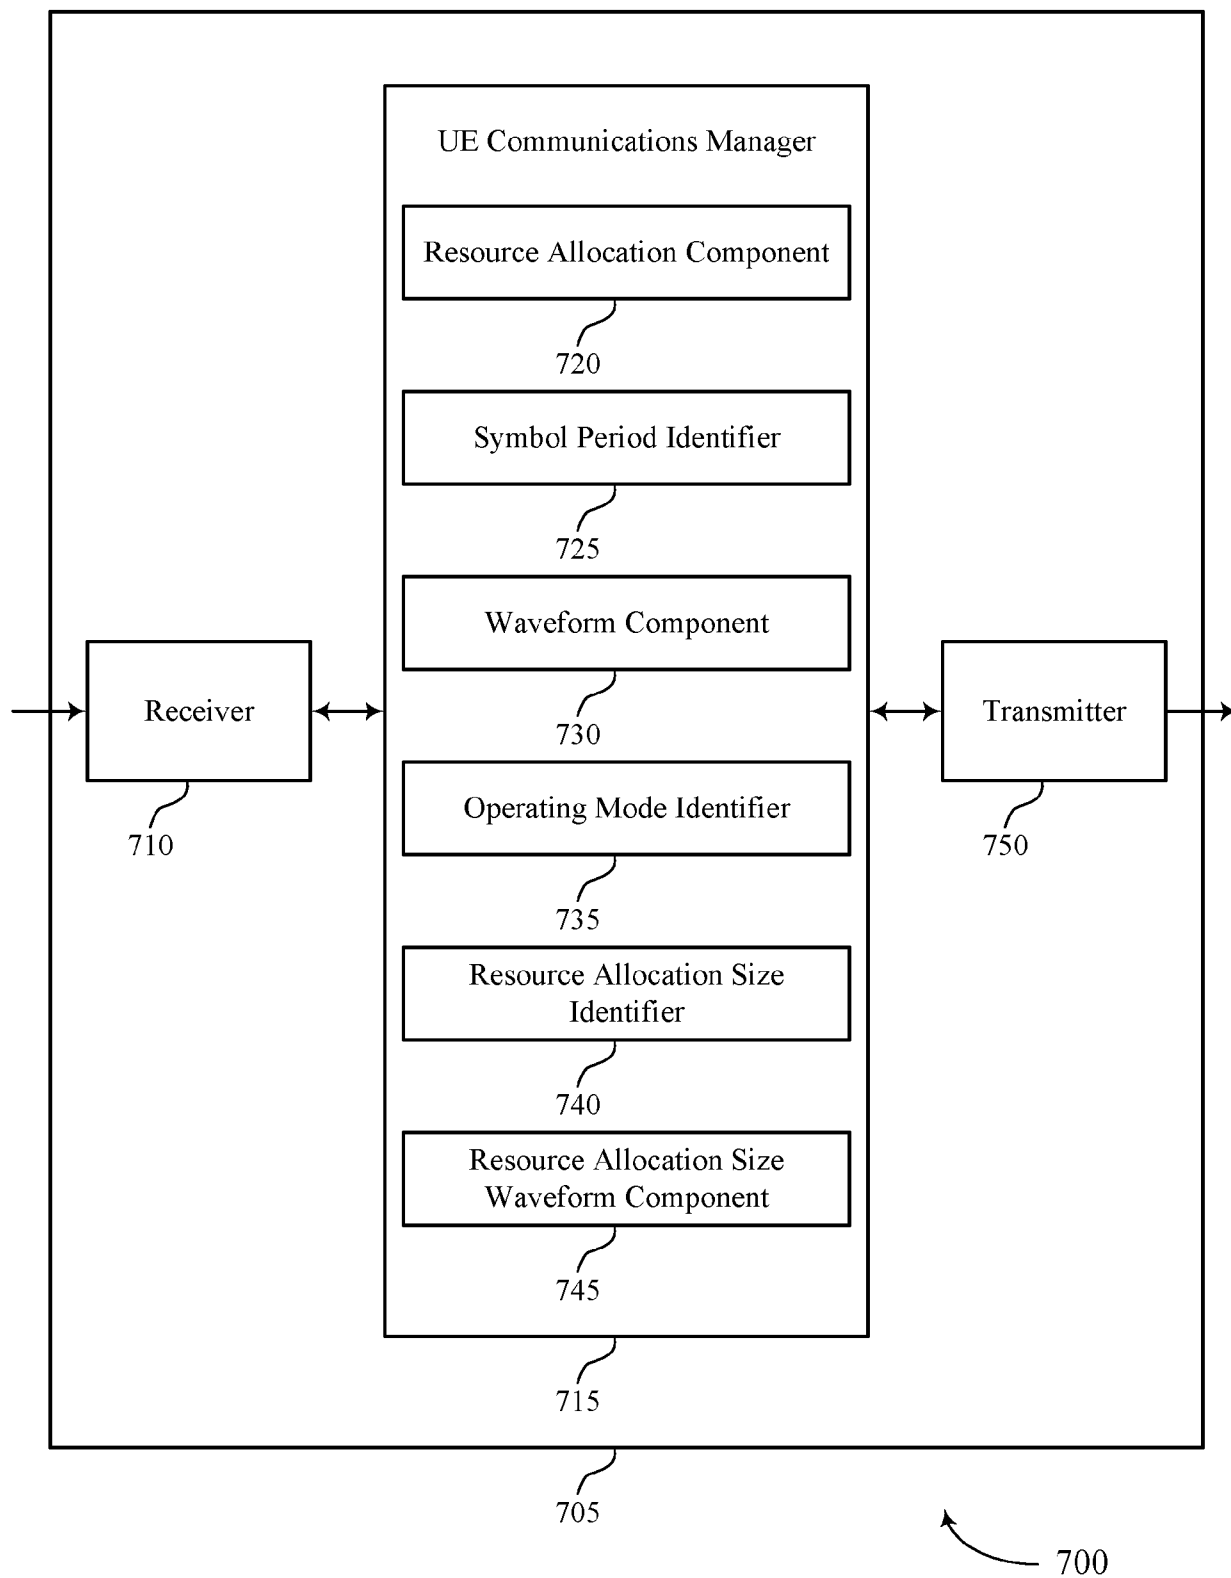 UE Communications Manager
Resource Allocation Component
720
Symbol Period Identifier
725
Waveform Component
730
Receiver
710
Transmitter
750
Operating Mode Identifier
735
Resource Allocation Size
Identifier
740
Resource Allocation Size
Waveform Component
745
715
705
700